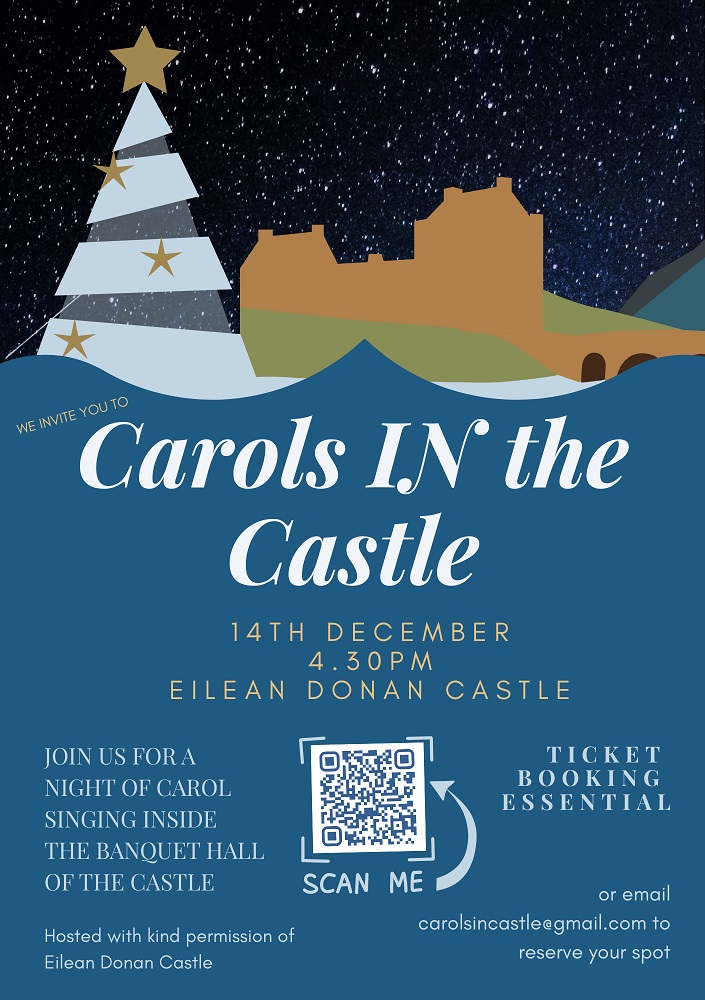 WE INVITE YOU TO
Carols IN the
Castle
14TH DECEMBER
4.30PM
EILEAN DONAN CASTLE
JOIN US FOR A
NIGHT OF CAROL
SINGING INSIDE
THE BANQUET HALL
OF THE CASTLE
Hosted with kind permission of
Eilean Donan Castle
SCAN ME
TICKET
BOOKING
ESSENTIAL
or email
carolsincastle@gmail.com to
reserve your spot